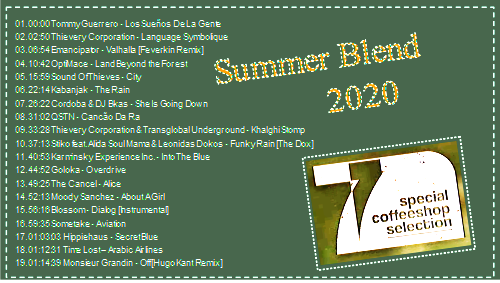 01.00:00 Tommy Guerrero - Los Sueños De La Gente
02.02:50 Thievery Corporation - Language Symbolique
03.06:54 Emancipator - Valhalla [Feverkin Remix]
04.10:42 OptiMace - Land Beyond the Forest
05.15:59 Sound Of Thieves - City
06.22:14 Kabanjak - The Rain
07.26:22 Cordoba & DJ Bkas - She Is Going Down
08.31:02 QSTN - Cancão Da Ra
09.33:28 Thievery Corporation & Transglobal Underground - Khalghi Stomp
10.37:13 Stiko feat. Alda Soul Mama & Leonidas Dokos - Funky Rain [The Dox]
11.40:53 Karminsky Experience Inc. - Into The Blue
12.44:52 Goloka - Overdrive
13.49:25 The Cancel - Alice
14.52:13 Moody Sanchez - About A Girl
15.56:16 Blossom - Dialog [Instrumental]
16.59:35 Sometake - Aviation
17.01:03:03 Hippiehaus - Secret Blue
18.01:12:31 Time Lost – Arabic Airlines
19.01:14:39 Monsieur Grandin - Off [Hugo Kant Remix]
Summer Blend
2020
special
coffeeshop
selection